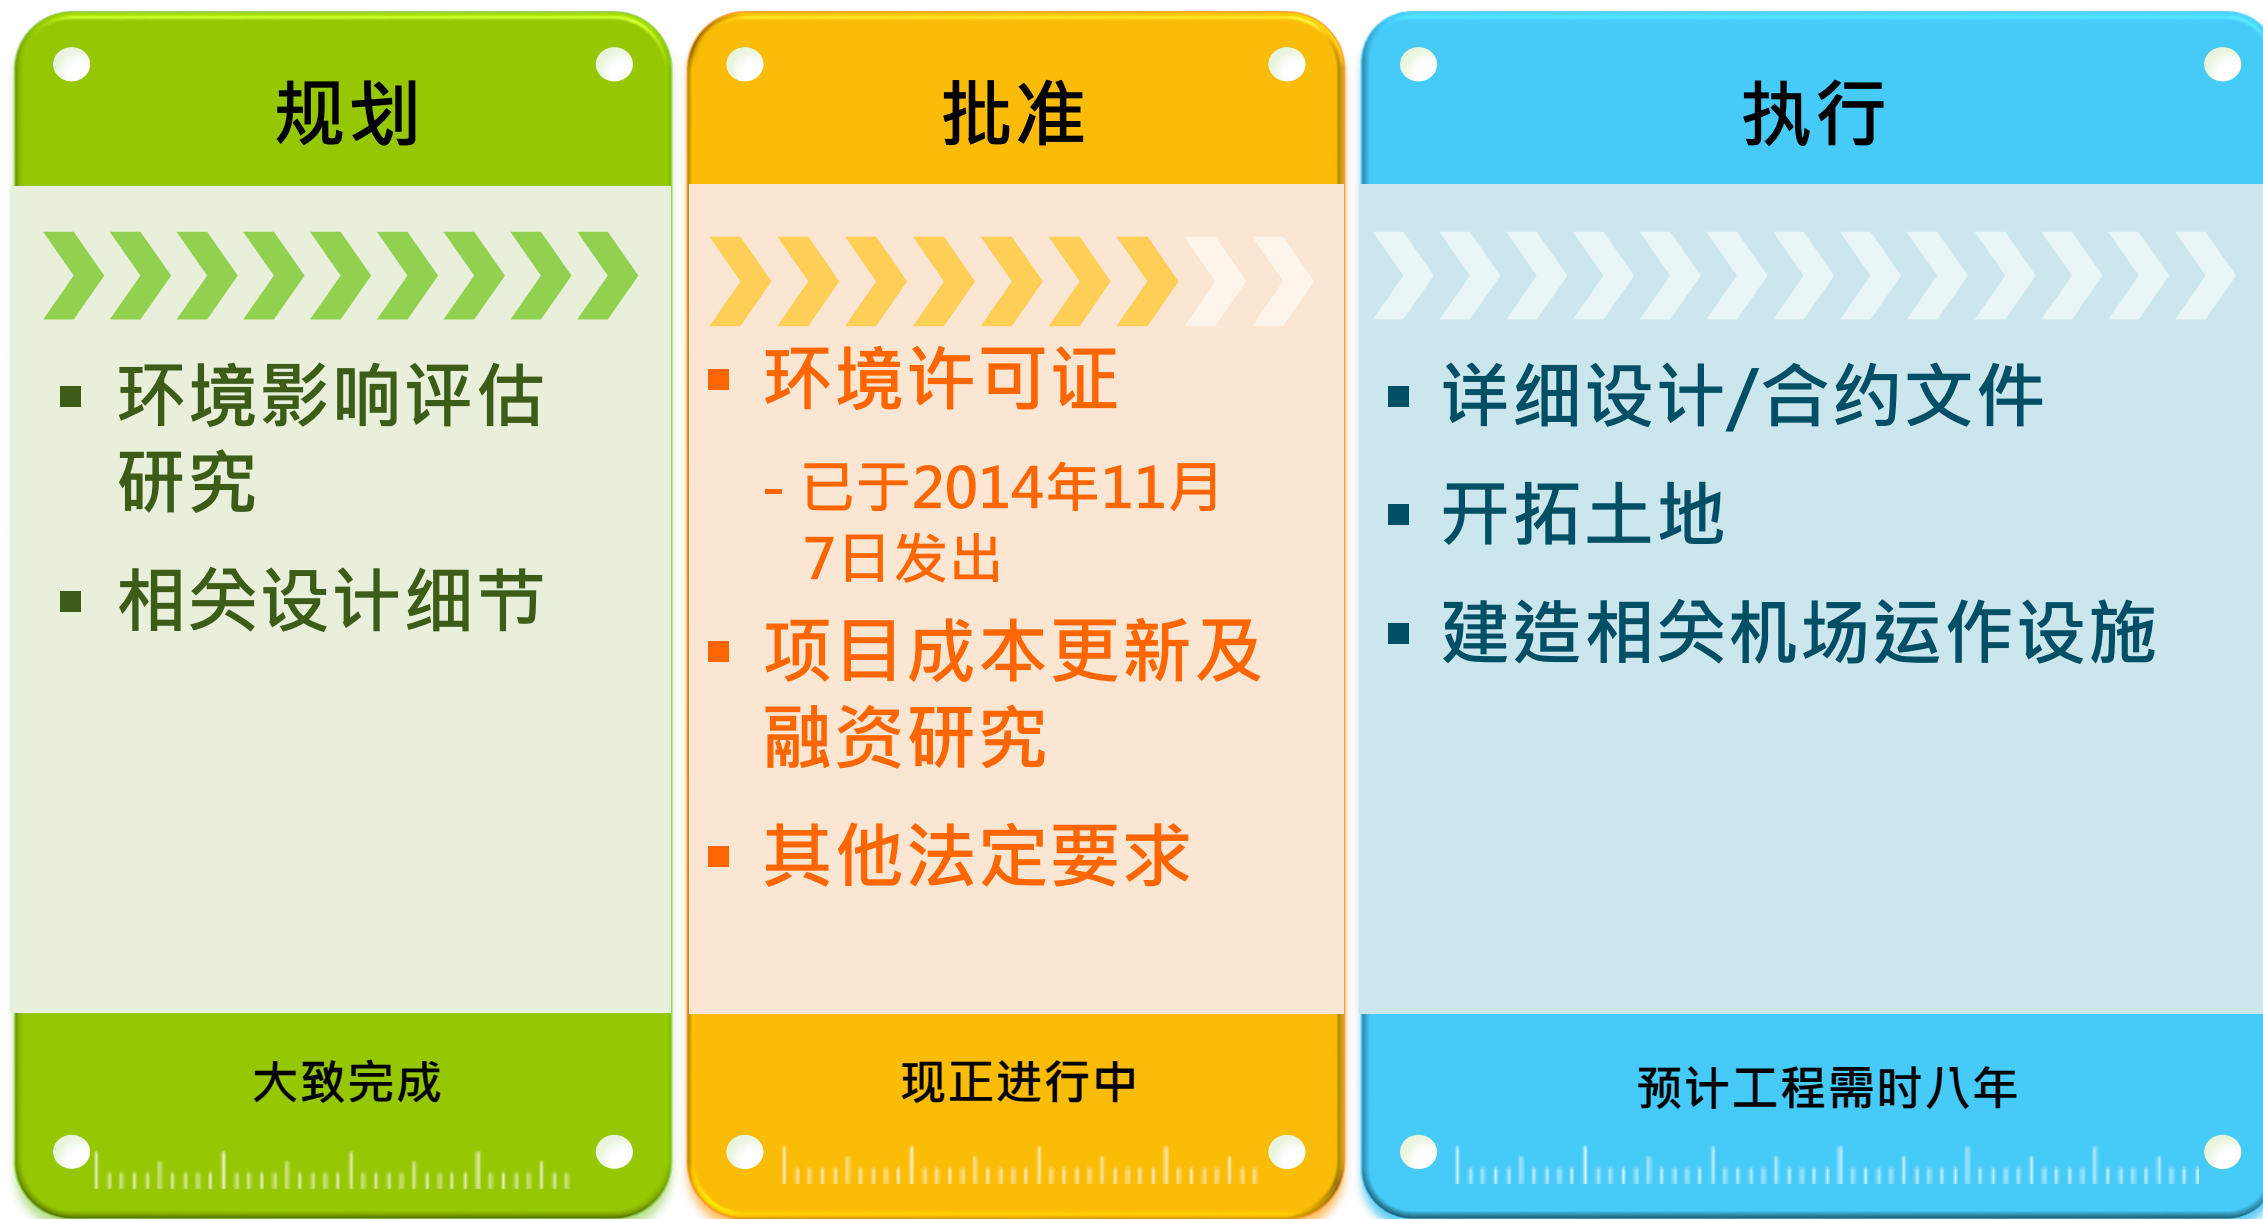 规划
▪ 环境影响评估
研究
▪ 相关设计细节
大致完成
批准
▪ 环境许可证
- 已于2014年11月
7日发出
▪ 项目成本更新及
融资研究
▪ 其他法定要求
现正进行中
执行
▪ 详细设计/合约文件
▪ 开拓土地
▪ 建造相关机场运作设施
预计工程需时八年